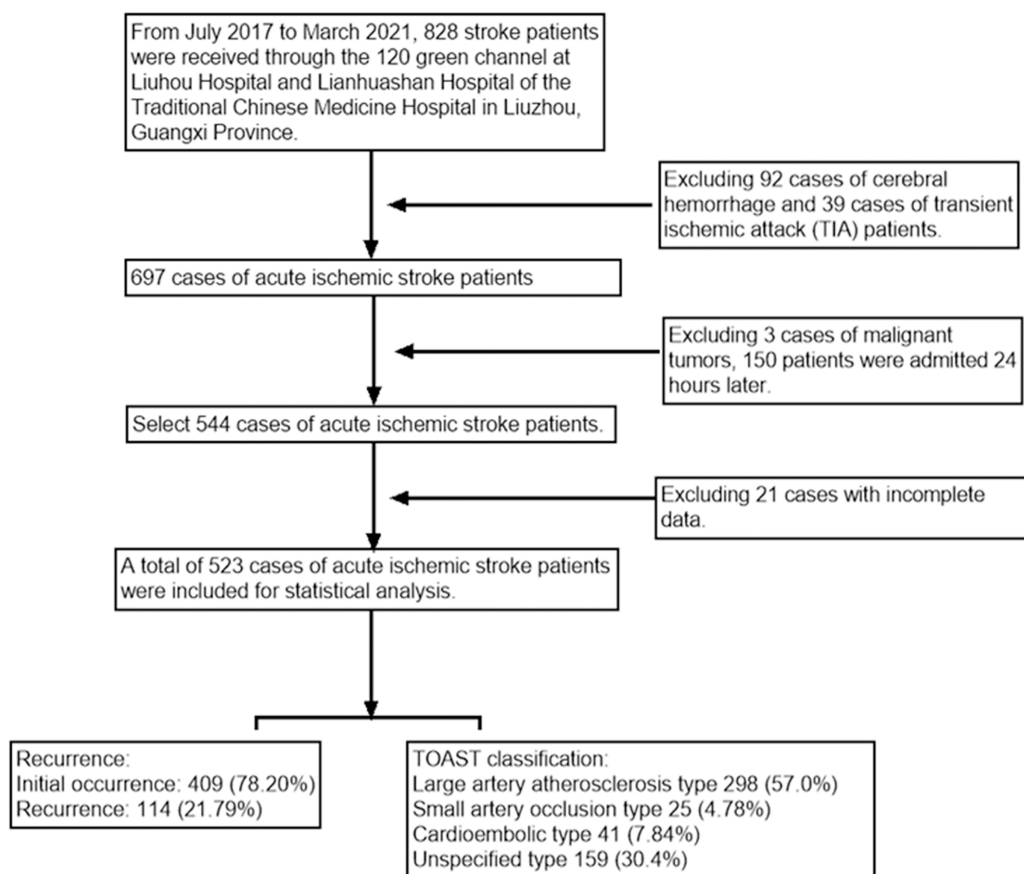 From July 2017 to March 2021, 828 stroke patients
were received through the 120 green channel at
Liuhou Hospital and Lianhuashan Hospital of the
Traditional Chinese Medicine Hospital in Liuzhou,
Guangxi Province.
Excluding 92 cases of cerebral
hemorrhage and 39 cases of transient
ischemic attack (TIA) patients.
697 cases of acute ischemic stroke patients
Excluding 3 cases of malignant
tumors, 150 patients were admitted 24
hours later.
Select 544 cases of acute ischemic stroke patients.
Excluding 21 cases with incomplete
data.
A total of 523 cases of acute ischemic stroke patients
were included for statistical analysis.
Recurrence:
Initial occurrence: 409 (78.20%)
Recurrence: 114 (21.79%)
TOAST classification:
Large artery atherosclerosis type 298 (57.0%)
Small artery occlusion type 25 (4.78%)
Cardioembolic type 41 (7.84%)
Unspecified type 159 (30.4%)